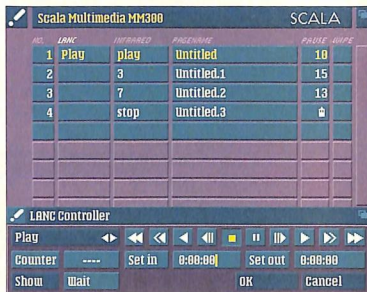 Scala Multimedia MM300 SCALA
NO. LANC INFRARED PAGENAME PAUSE WIPE
1 Play play Untitled 10
2 3 Untitled.1 15
3 7 Untitled.2 13
4 stop Untitled.3
LANC Controller
Play
Counter ---- Set in 0:00:00 Set out 0:00:00
Show Wait OK Cancel